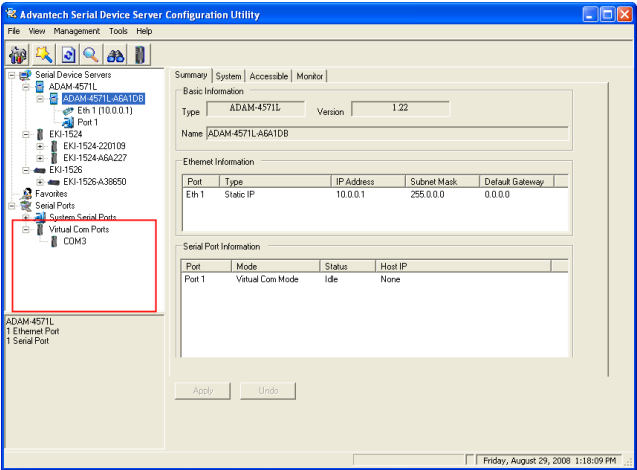 Advantech Serial Device Server Configuration Utility
File View Management Tools Help
Serial Device Servers
ADAM-4571L
ADAM-4571L-A6A1DB
Eth 1 (10.0.0.1)
Port 1
EKI-1524
EKI-1524-220109
EKI-1524-A6A227
EKI-1526
EKI-1526-A38650
Favorites
Serial Ports
System Serial Ports
Virtual Com Ports
COM3
ADAM-4571L
1 Ethernet Port
1 Serial Port
Summary System Accessible Monitor
Basic Information
Type ADAM-4571L Version 1.22
Name ADAM-4571L-A6A1DB
Ethernet Information
Port Type IP Address Subnet Mask Default Gateway
Eth 1 Static IP 10.0.0.1 255.0.0.0 0.0.0.0
Serial Port Information
Port Mode Status Host IP
Port 1 Virtual Com Mode Idle None
Apply Undo
Friday, August 29, 2008 1:18:09 PM